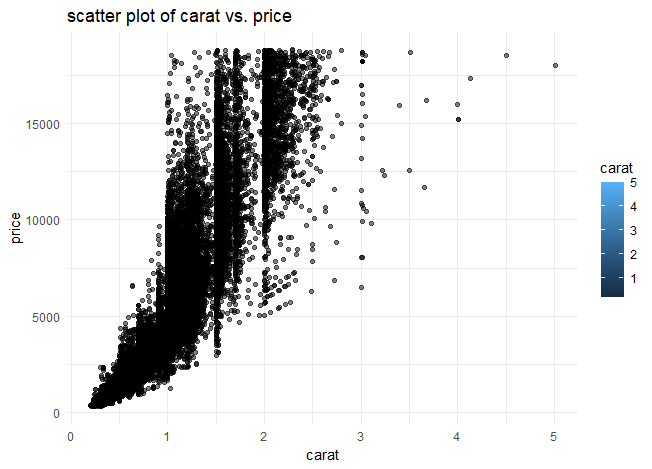 scatter plot of carat vs. price
price
15000
10000
5000
0
0 1 2 3 4 5
carat
carat
5
4
3
2
1